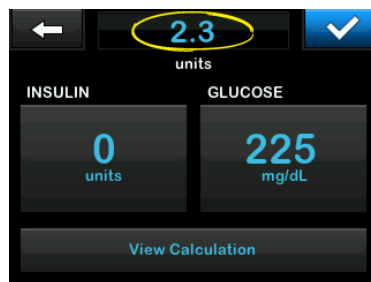 2.3
units
INSULIN GLUCOSE
0 225
units mg/dL
View Calculation